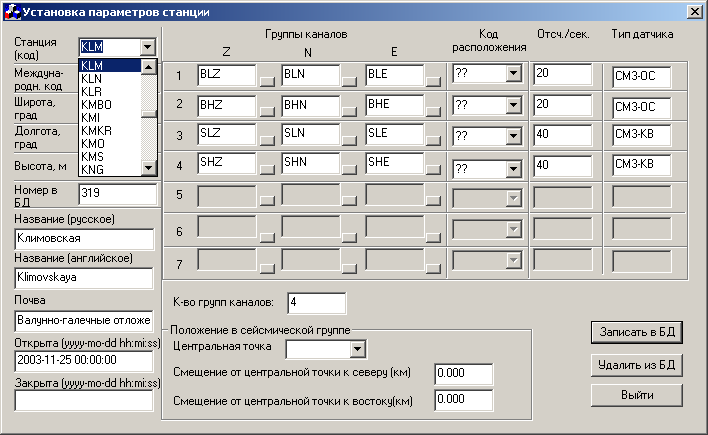 Установка параметров станции
Станция
(код)
KLM
KLM
KLN
KLR
KMBO
KMI
KMKR
KMO
KMS
KNG
Междуна-
родн. код
Широта,
град
Долгота,
град
Высота, м
Номер в
БД
319
Название (русское)
Климовская
Название (английское)
Klimovskaya
Почва
Валунно-галечные отложе
Открыта (yyyy-mo-dd hh:mi:ss)
2003-11-25 00:00:00
Закрыта (yyyy-mo-dd hh:mi:ss)
Группы каналов
Z N E
Код
расположения
Отсч./сек.
Тип датчика
1 BLZ BLN BLE ?? 20 СМ3-ОС
2 BHZ BHN BHE ?? 20 СМ3-ОС
3 SLZ SLN SLE ?? 40 СМ3-КВ
4 SHZ SHN SHE ?? 40 СМ3-КВ
5
6
7
К-во групп каналов: 4
Положение в сейсмической группе
Центральная точка
Смещение от центральной точки к северу (км) 0.000
Смещение от центральной точки к востоку(км) 0.000
Записать в БД
Удалить из БД
Выйти